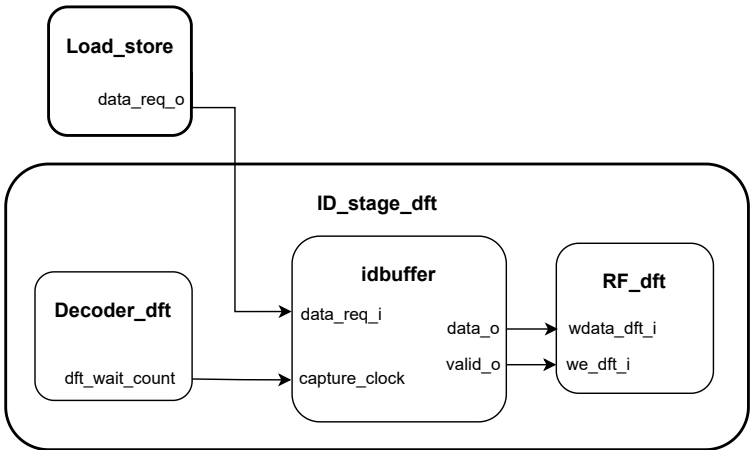 Load_store
data_req_o
ID_stage_dft
Decoder_dft
dft_wait_count
idbuffer
data_req_i
capture_clock
data_o
valid_o
RF_dft
wdata_dft_i
we_dft_i